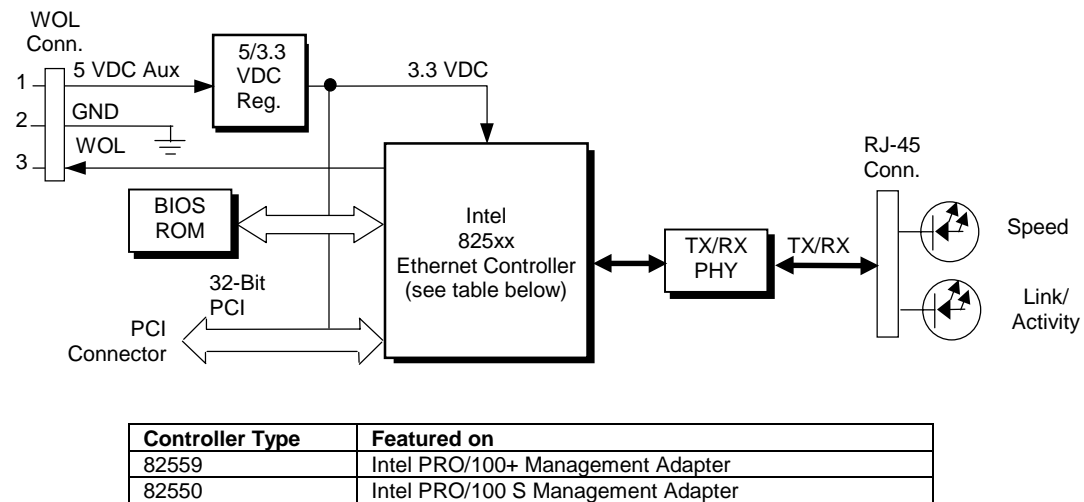 WOL
Conn.
1
5 VDC Aux
5/3.3
VDC
Reg.
3.3 VDC
2
GND
3
WOL
BIOS
ROM
Intel
825xx
Ethernet Controller
(see table below)
TX/RX
PHY
TX/RX
RJ-45
Conn.
Speed
Link/
Activity
32-Bit
PCI
PCI
Connector
Controller Type Featured on
82559 Intel PRO/100+ Management Adapter
82550 Intel PRO/100 S Management Adapter